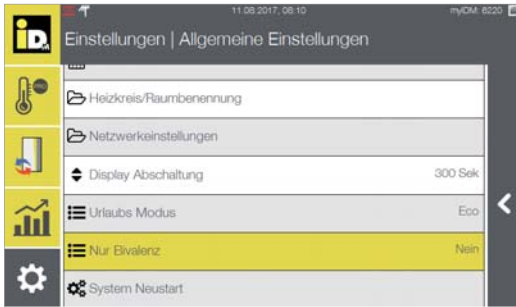 11.08.2017, 08:10
myIDM: 6220
iD.
Einstellungen | Allgemeine Einstellungen
PRO
Heizkreis/Raumbenennung
Netzwerkeinstellungen
Display Abschaltung 300 Sek
Urlaubs Modus Eco
Nur Bivalenz Nein
System Neustart